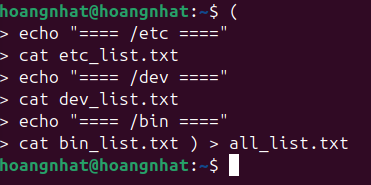 hoangnhat@hoangnhat:~$ (
> echo "==== /etc ===="
> cat etc_list.txt
> echo "==== /dev ===="
> cat dev_list.txt
> echo "==== /bin ===="
> cat bin_list.txt ) > all_list.txt
hoangnhat@hoangnhat:~$